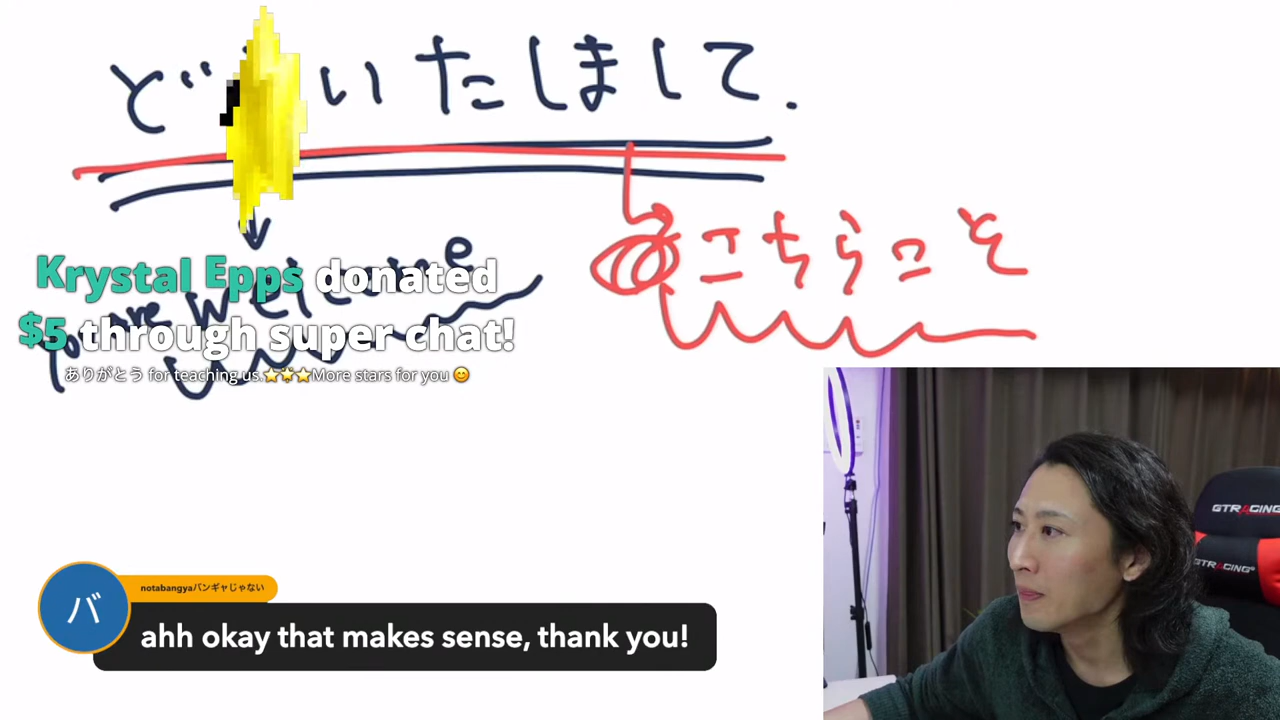 ど いたしまして.
こちらこそ
welcome
Krystal Epps donated
$5 through super chat!
ありがとう for teaching us.⭐🌟⭐More stars for you 😊
GTRACING
GTRACING
notabangyaバンギャじゃない
バ
ahh okay that makes sense, thank you!